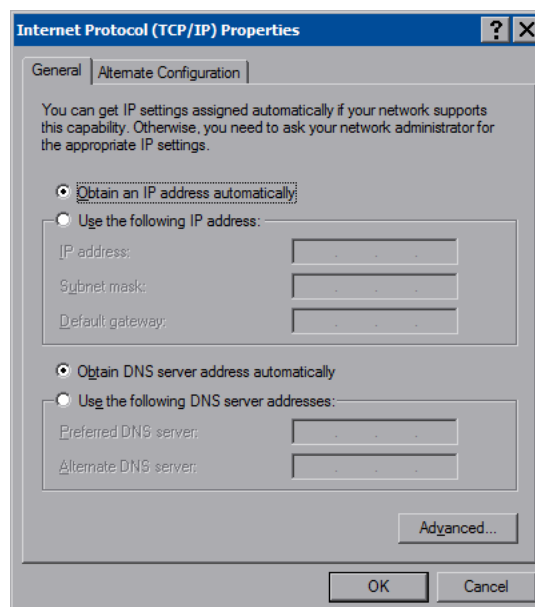 Internet Protocol (TCP/IP) Properties
General
Alternate Configuration
You can get IP settings assigned automatically if your network supports
this capability. Otherwise, you need to ask your network administrator for
the appropriate IP settings.
Obtain an IP address automatically
Use the following IP address:
IP address:
Subnet mask:
Default gateway:
Obtain DNS server address automatically
Use the following DNS server addresses:
Preferred DNS server:
Alternate DNS server:
Advanced...
OK
Cancel